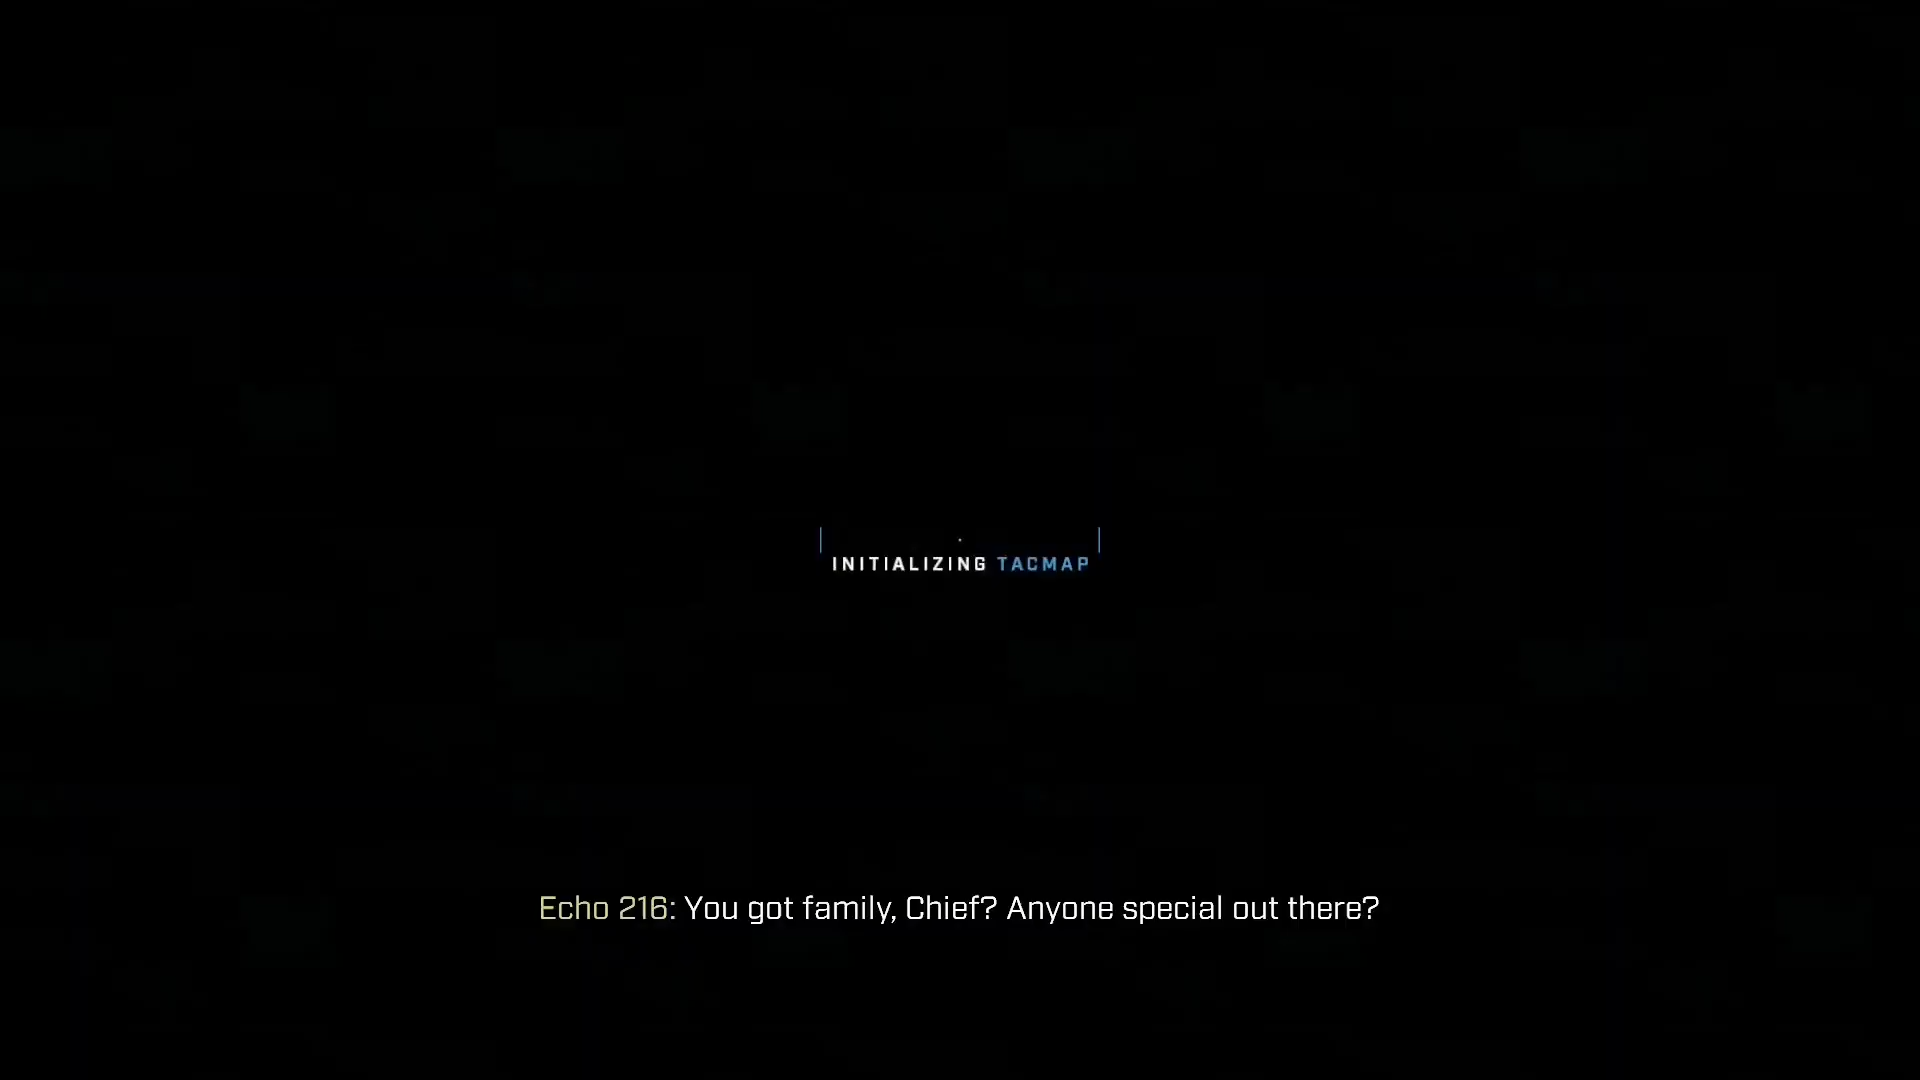 INITIALIZING TACMAP
Echo 216: You got family, Chief? Anyone special out there?